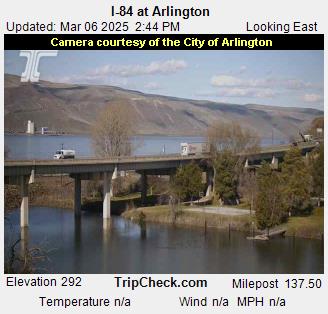 I-84 at Arlington
Updated: Mar 06 2025 2:44 PM Looking East
Camera courtesy of the City of Arlington
Elevation 292 TripCheck.com Milepost 137.50
Temperature n/a Wind n/a MPH n/a